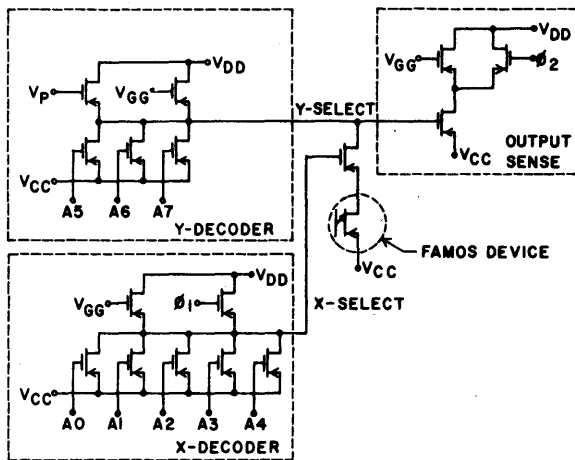 VDD
VP
VGG
VCC
A5 A6 A7
Y-DECODER
Y-SELECT
VDD
VGG
Ø2
VCC
OUTPUT
SENSE
FAMOS DEVICE
VCC
X-SELECT
VDD
VGG
Ø1
VCC
A0 A1 A2 A3 A4
X-DECODER